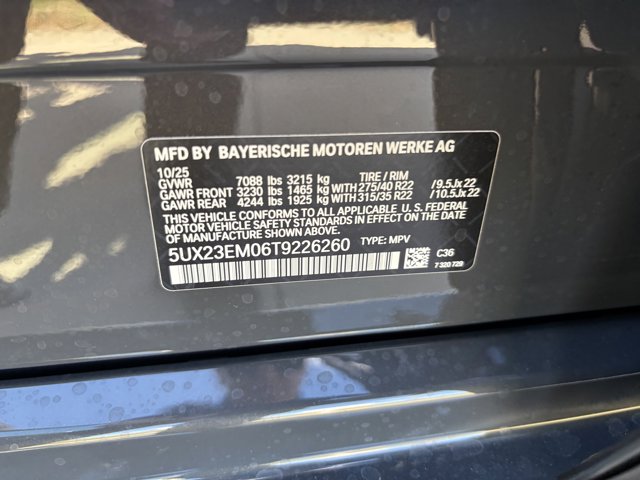 MFD BY BAYERISCHE MOTOREN WERKE AG
10/25 TIRE / RIM
GVWR 7088 lbs 3215 kg
GAWR FRONT 3230 lbs 1465 kg WITH 275/40 R22 / 9.5Jx22
GAWR REAR 4244 lbs 1925 kg WITH 315/35 R22 / 10.5Jx22
THIS VEHICLE CONFORMS TO ALL APPLICABLE U. S. FEDERAL
MOTOR VEHICLE SAFETY STANDARDS IN EFFECT ON THE DATE
OF MANUFACTURE SHOWN ABOVE.
5UX23EM06T9226260 TYPE: MPV
C36
7 320 729